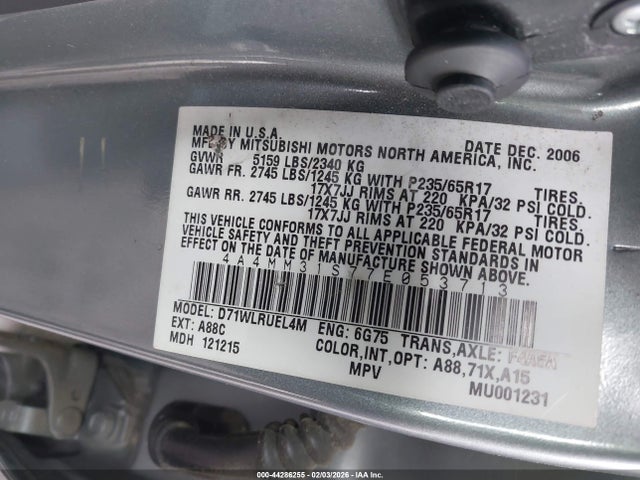 MADE IN U.S.A. DATE DEC. 2006
MFD BY MITSUBISHI MOTORS NORTH AMERICA, INC.
GVWR 5159 LBS/2340 KG
GAWR FR. 2745 LBS/1245 KG WITH P235/65R17 TIRES.
17X7JJ RIMS AT 220 KPA/32 PSI COLD.
GAWR RR. 2745 LBS/1245 KG WITH P235/65R17 TIRES.
17X7JJ RIMS AT 220 KPA/32 PSI COLD.
THIS VEHICLE CONFORMS TO ALL APPLICABLE FEDERAL MOTOR
VEHICLE SAFETY AND THEFT PREVENTION STANDARDS IN
EFFECT ON THE DATE OF MANUFACTURE SHOWN ABOVE.
4A4MM31S77E053713
MODEL: D71WLRUEL4M ENG: 6G75 TRANS,AXLE: F4A5A
EXT: A88C COLOR,INT,OPT: A88,71X,A15
MDH 121215 MPV MU001231
000-44286255 - 02/03/2026 - IAA Inc.